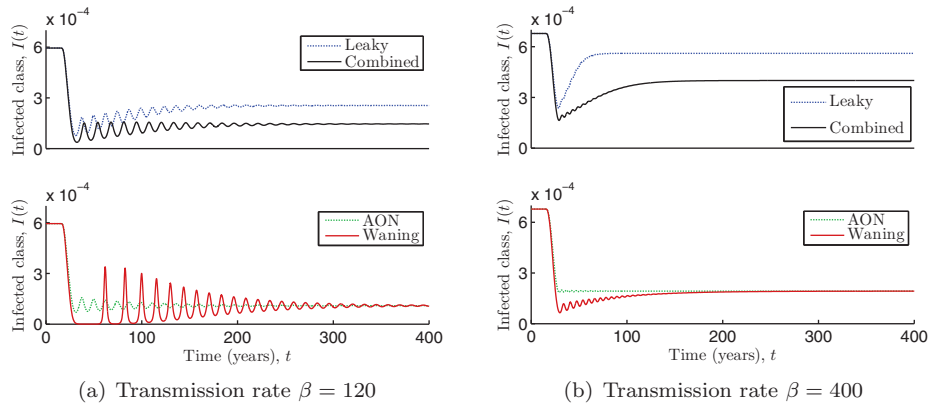 x 10⁻⁴
Infected class, I(t)
6
3
0
Leaky
Combined
x 10⁻⁴
Infected class, I(t)
6
3
0
AON
Waning
0 100 200 300 400
Time (years), t
(a) Transmission rate β = 120
x 10⁻⁴
Infected class, I(t)
6
3
0
Leaky
Combined
x 10⁻⁴
Infected class, I(t)
6
3
0
AON
Waning
0 100 200 300 400
Time (years), t
(b) Transmission rate β = 400